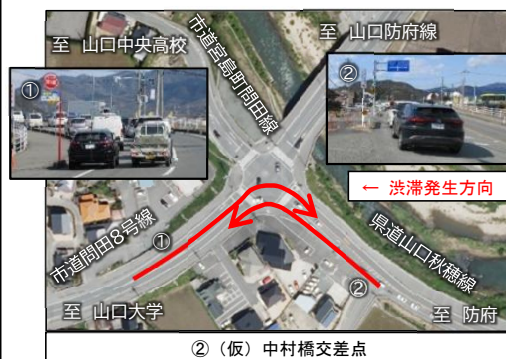 至 山口中央高校
市道宮島町問田線
至 山口防府線
①
②
← 渋滞発生方向
市道問田8号線
①
県道山口秋穂線
②
至 山口大学
至 防府
②（仮）中村橋交差点